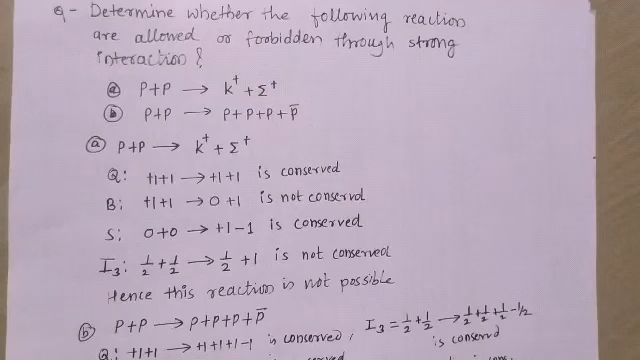 Q- Determine whether the following reaction
are allowed or forbidden through strong
interaction?
(a) P+P → K⁺ + Σ⁺
(b) P+P → P+P+P+p̄
(a) P+P → K⁺ + Σ⁺
Q: +1+1 → +1+1 is conserved
B: +1+1 → 0+1 is not conserved
S: 0+0 → +1-1 is conserved
I₃: 1/2 + 1/2 → 1/2 + 1 is not conserved
Hence this reaction is not possible
(b) P+P → P+P+P+p̄
Q: +1+1 → +1+1+1-1 is conserved, I₃ = 1/2 + 1/2 → 1/2 + 1/2 + 1/2 - 1/2
is conservd